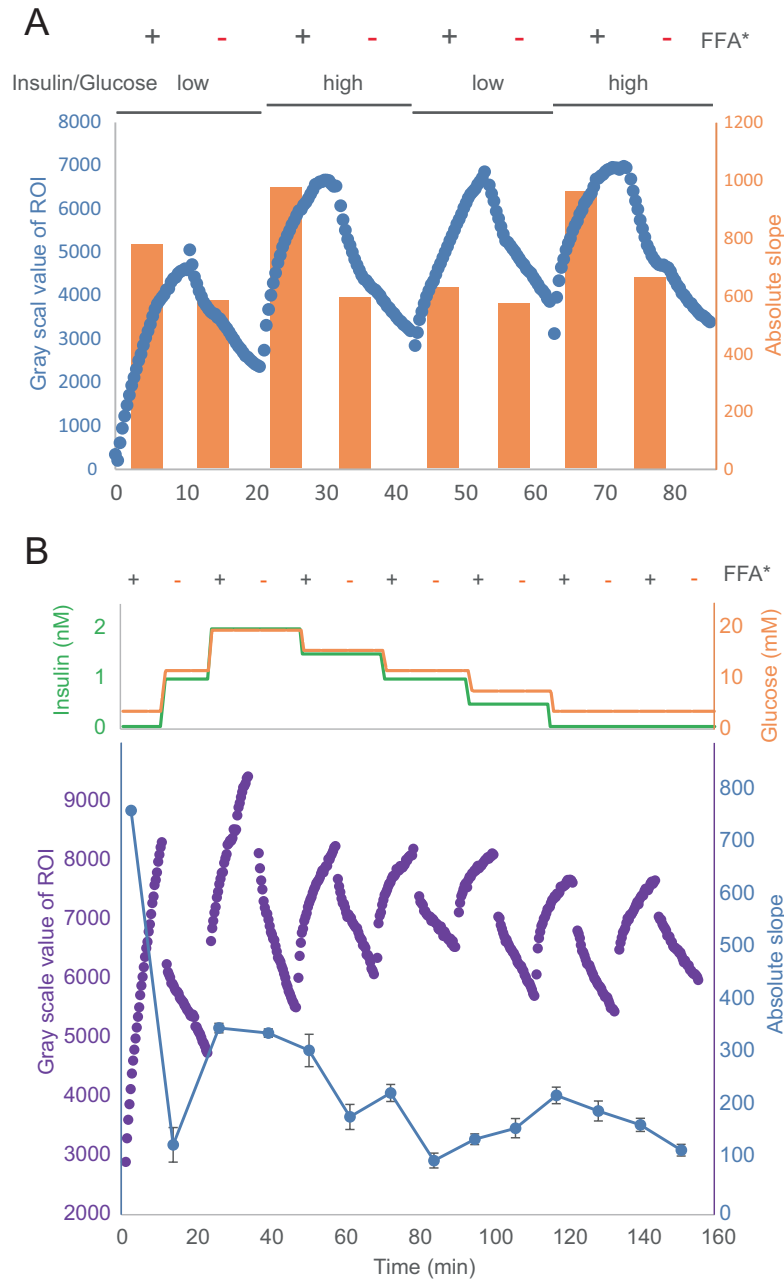 A
+ - + - + - + - FFA*
Insulin/Glucose low high low high
8000 1200
7000
1000
6000
5000 800
4000 600
3000
400
2000
200
1000
0 0
0 10 20 30 40 50 60 70 80
Gray scal value of ROI
Absolute slope
B
+ - + - + - + - + - + - + - FFA*
2 20
1 10
0 0
Insulin (nM)
Glucose (mM)
9000 800
8000 700
7000 600
500
6000 400
5000 300
4000 200
3000 100
2000 0
0 20 40 60 80 100 120 140 160
Gray scale value of ROI
Absolute slope
Time (min)